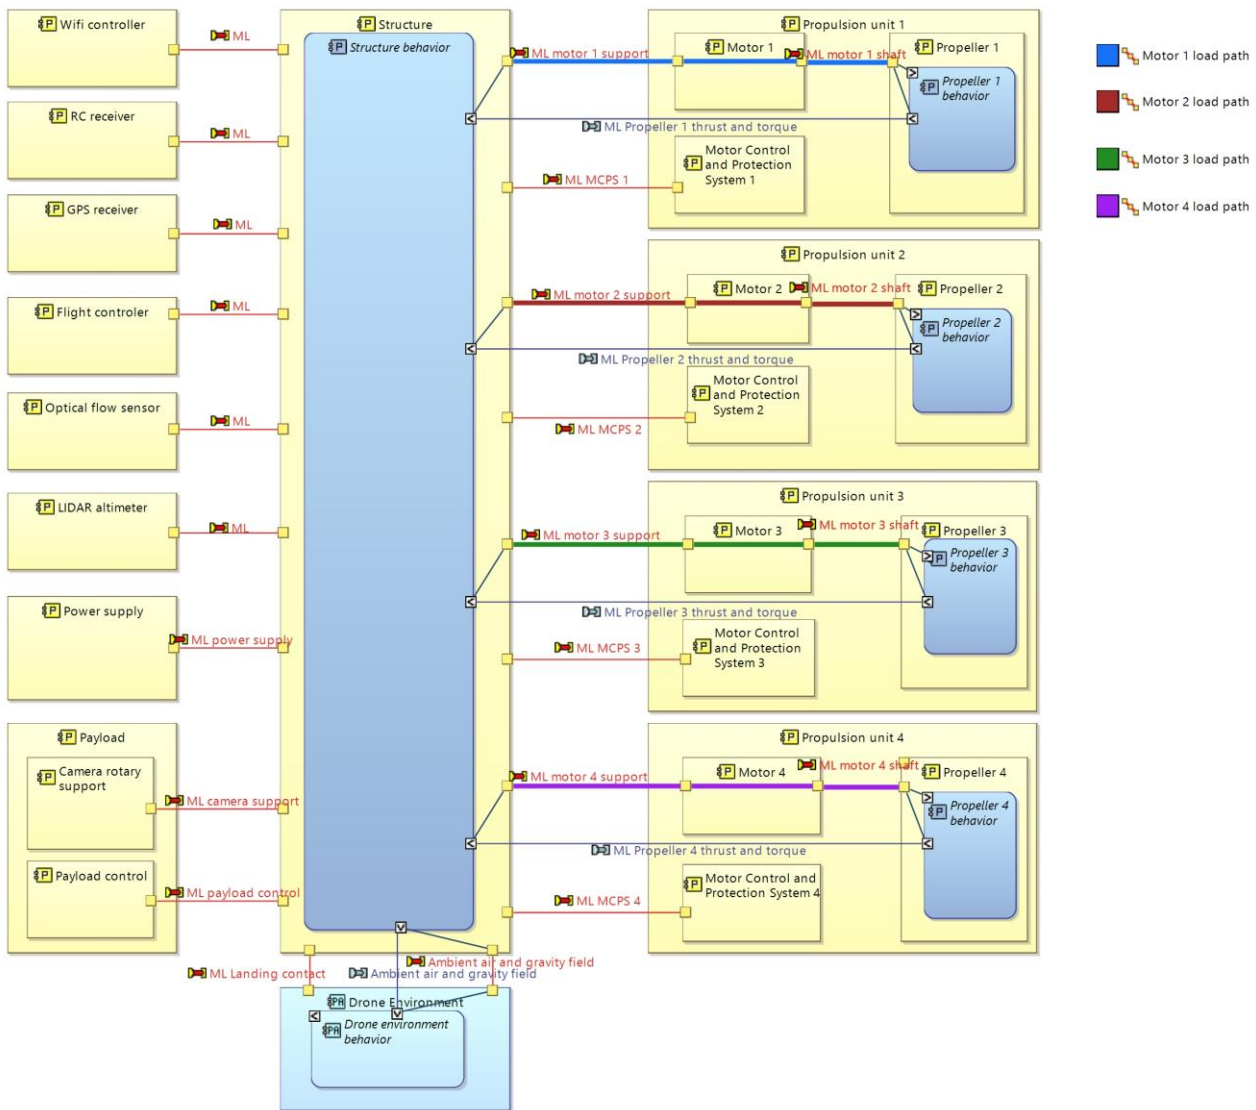 Wifi controller
ML
RC receiver
ML
GPS receiver
ML
Flight controler
ML
Optical flow sensor
ML
LIDAR altimeter
ML
Power supply
ML power supply
Payload
Camera rotary
support
ML camera support
Payload control
ML payload control
Structure
Structure behavior
ML Landing contact
Ambient air and gravity field
Ambient air and gravity field
Drone Environment
Drone environment
behavior
Propulsion unit 1
ML motor 1 support
Motor 1
ML motor 1 shaft
Propeller 1
Propeller 1
behavior
ML Propeller 1 thrust and torque
ML MCPS 1
Motor Control
and Protection
System 1
Propulsion unit 2
ML motor 2 support
Motor 2
ML motor 2 shaft
Propeller 2
Propeller 2
behavior
ML Propeller 2 thrust and torque
ML MCPS 2
Motor Control
and Protection
System 2
Propulsion unit 3
ML motor 3 support
Motor 3
ML motor 3 shaft
Propeller 3
Propeller 3
behavior
ML Propeller 3 thrust and torque
ML MCPS 3
Motor Control
and Protection
System 3
Propulsion unit 4
ML motor 4 support
Motor 4
ML motor 4 shaft
Propeller 4
Propeller 4
behavior
ML Propeller 4 thrust and torque
ML MCPS 4
Motor Control and
Protection System 4
Motor 1 load path
Motor 2 load path
Motor 3 load path
Motor 4 load path